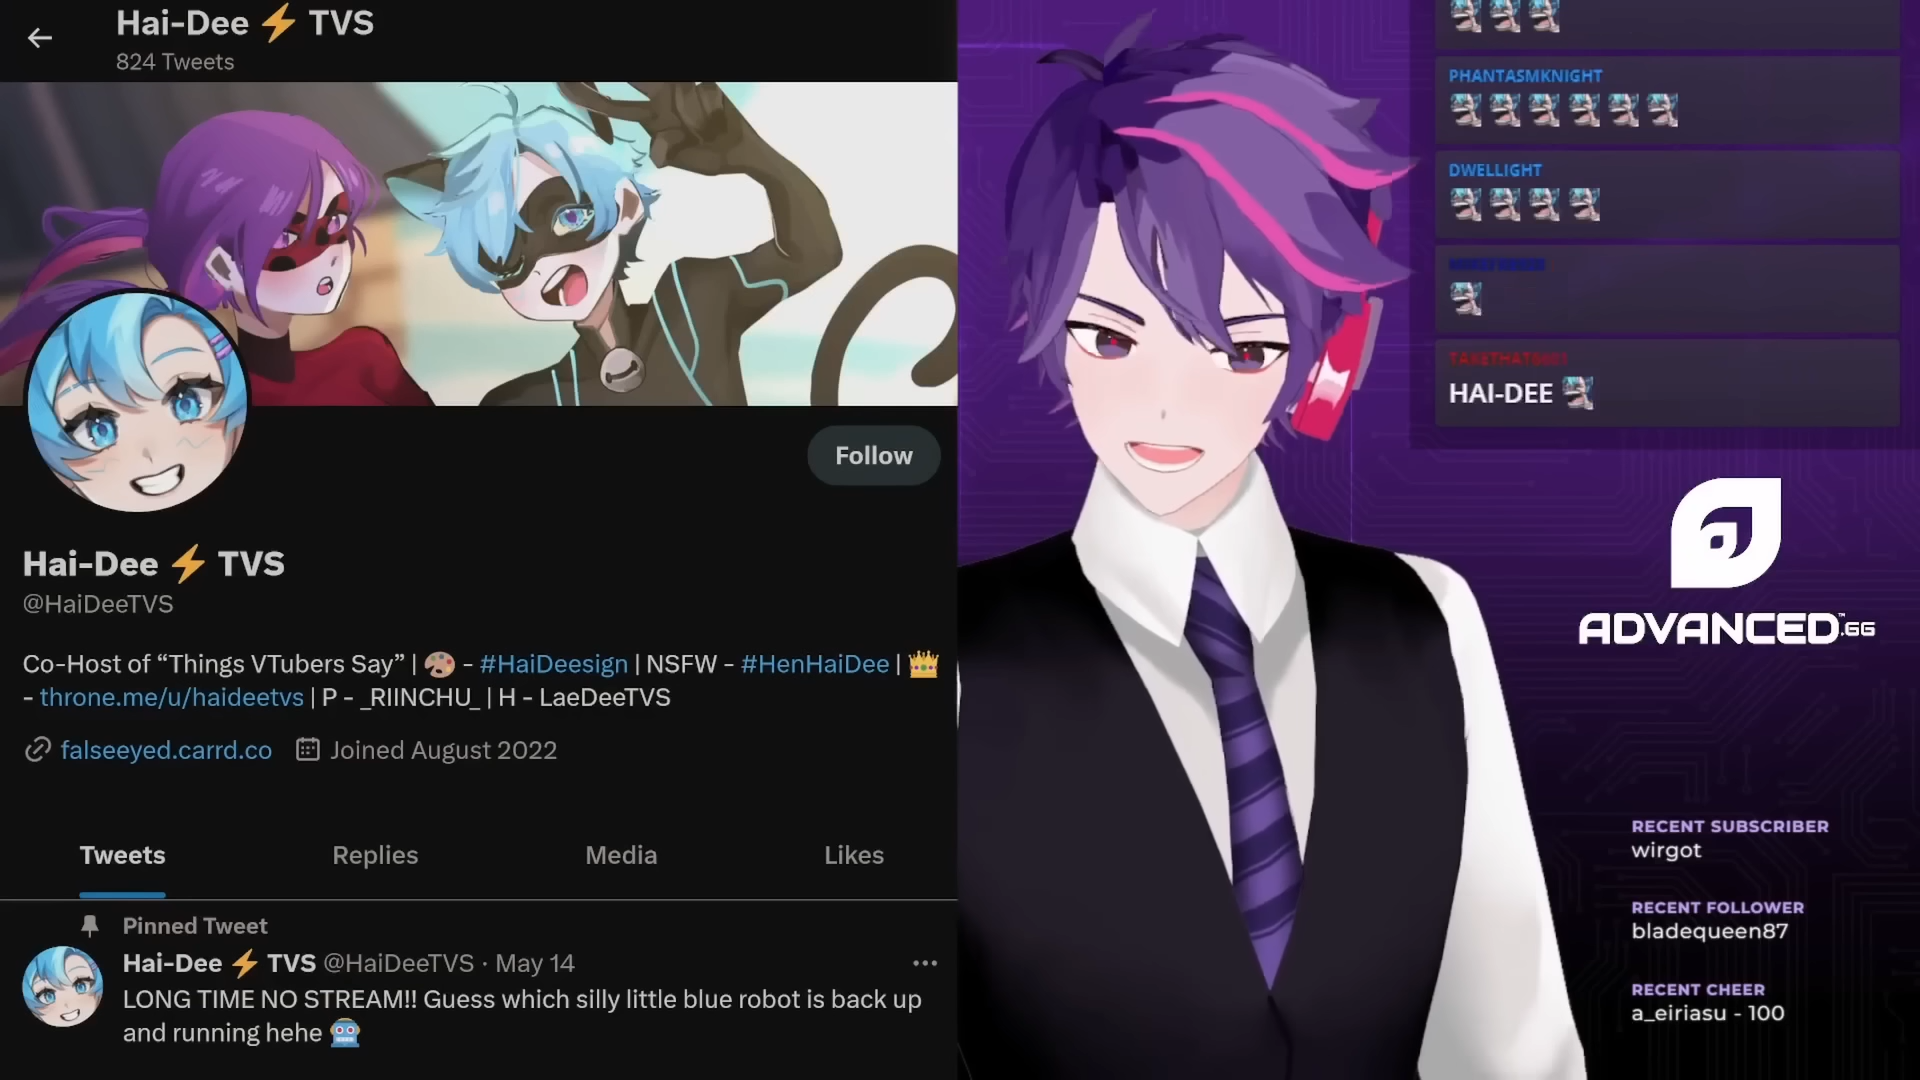 Hai-Dee ⚡ TVS
824 Tweets
Follow
Hai-Dee ⚡ TVS
@HaiDeeTVS
Co-Host of “Things VTubers Say” | 🎨 - #HaiDeesign | NSFW - #HenHaiDee | 👑
- throne.me/u/haideetvs | P - _RIINCHU_ | H - LaeDeeTVS
falseeyed.carrd.co Joined August 2022
Tweets Replies Media Likes
Pinned Tweet
Hai-Dee ⚡ TVS @HaiDeeTVS · May 14
LONG TIME NO STREAM!! Guess which silly little blue robot is back up
and running hehe 🤖
PHANTASMKNIGHT
DWELLIGHT
HAI-DEE
ADVANCED™.GG
RECENT SUBSCRIBER
wirgot
RECENT FOLLOWER
bladequeen87
RECENT CHEER
a_eiriasu - 100